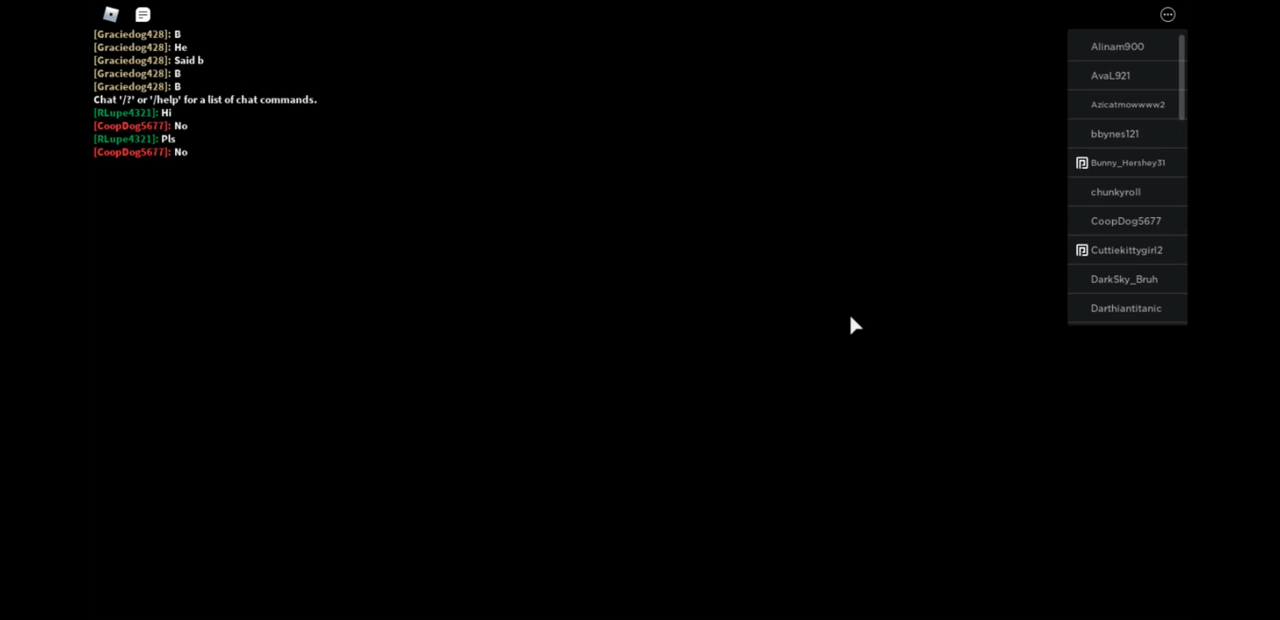 [Graciedog428]: B
[Graciedog428]: He
[Graciedog428]: Said b
[Graciedog428]: B
[Graciedog428]: B
Chat '/?' or '/help' for a list of chat commands.
[RLupe4321]: Hi
[CoopDog5677]: No
[RLupe4321]: Pls
[CoopDog5677]: No
Alinam900
AvaL921
Azicatmowwww2
bbynes121
Bunny_Hershey31
chunkyroll
CoopDog5677
Cuttiekittygirl2
DarkSky_Bruh
Darthiantitanic